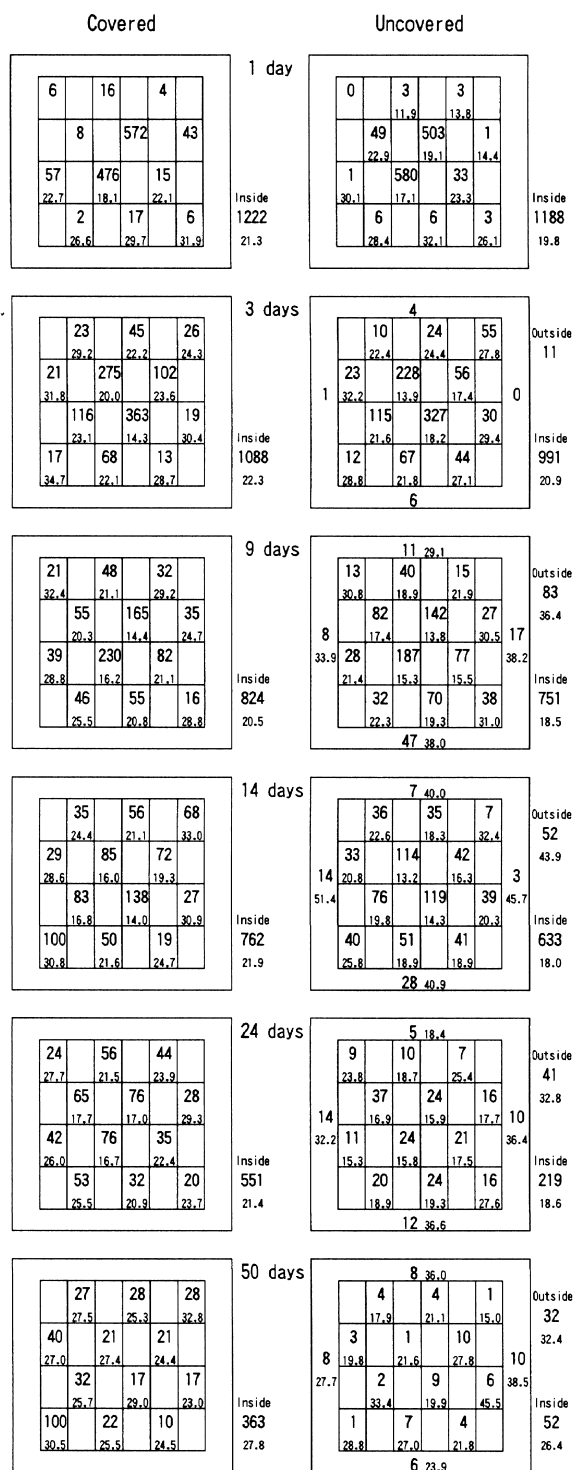 Covered Uncovered
1 day
6 16 4
8 572 43
57 476 15
22.7 18.1 22.1
2 17 6
26.6 29.7 31.9
Inside
1222
21.3
0 3 3
11.9 13.8
49 503 1
22.9 19.1 14.4
1 580 33
30.1 17.1 23.3
6 6 3
28.4 32.1 26.1
Inside
1188
19.8
3 days
23 45 26
29.2 22.2 24.3
21 275 102
31.8 20.0 23.6
116 363 19
23.1 14.3 30.4
17 68 13
34.7 22.1 28.7
Inside
1088
22.3
4
10 24 55
22.4 24.4 27.8
23 228 56
32.2 13.9 17.4
1 0
115 327 30
21.6 18.2 29.4
12 67 44
28.8 21.8 27.1
6
Outside
11
Inside
991
20.9
9 days
21 48 32
32.4 21.1 29.2
55 165 35
20.3 14.4 24.7
39 230 82
28.8 16.2 21.1
46 55 16
25.5 20.8 28.8
Inside
824
20.5
11 29.1
13 40 15
30.8 18.9 21.9
82 142 27
17.4 13.8 30.5
8 17
33.9 38.2
28 187 77
21.4 15.3 15.5
32 70 38
22.3 19.3 31.0
47 38.0
Outside
83
36.4
Inside
751
18.5
14 days
35 56 68
24.4 21.1 33.0
29 85 72
28.6 16.0 19.3
83 138 27
16.8 14.0 30.9
100 50 19
30.8 21.6 24.7
Inside
762
21.9
7 40.0
36 35 7
22.6 18.3 32.4
33 114 42
20.8 13.2 16.3
14 3
51.4 45.7
76 119 39
19.8 14.3 20.3
40 51 41
25.8 18.9 18.9
28 40.9
Outside
52
43.9
Inside
633
18.0
24 days
24 56 44
27.7 21.5 23.9
65 76 28
17.7 17.0 29.3
42 76 35
26.0 16.7 22.4
53 32 20
25.5 20.9 23.7
Inside
551
21.4
5 18.4
9 10 7
23.8 18.7 25.4
37 24 16
16.9 15.9 17.7
14 10
32.2 36.4
11 24 21
15.3 15.8 17.5
20 24 16
18.9 19.3 27.6
12 36.6
Outside
41
32.8
Inside
219
18.6
50 days
27 28 28
27.5 25.3 32.8
40 21 21
27.0 27.4 24.4
32 17 17
25.7 29.0 23.0
100 22 10
30.5 25.5 24.5
Inside
363
27.8
8 36.0
4 4 1
17.9 21.1 15.0
3 1 10
19.8 21.6 27.8
8 10
27.7 38.5
2 9 6
33.4 19.9 45.5
1 7 4
28.8 27.0 21.8
6 23.9
Outside
32
32.4
Inside
52
26.4